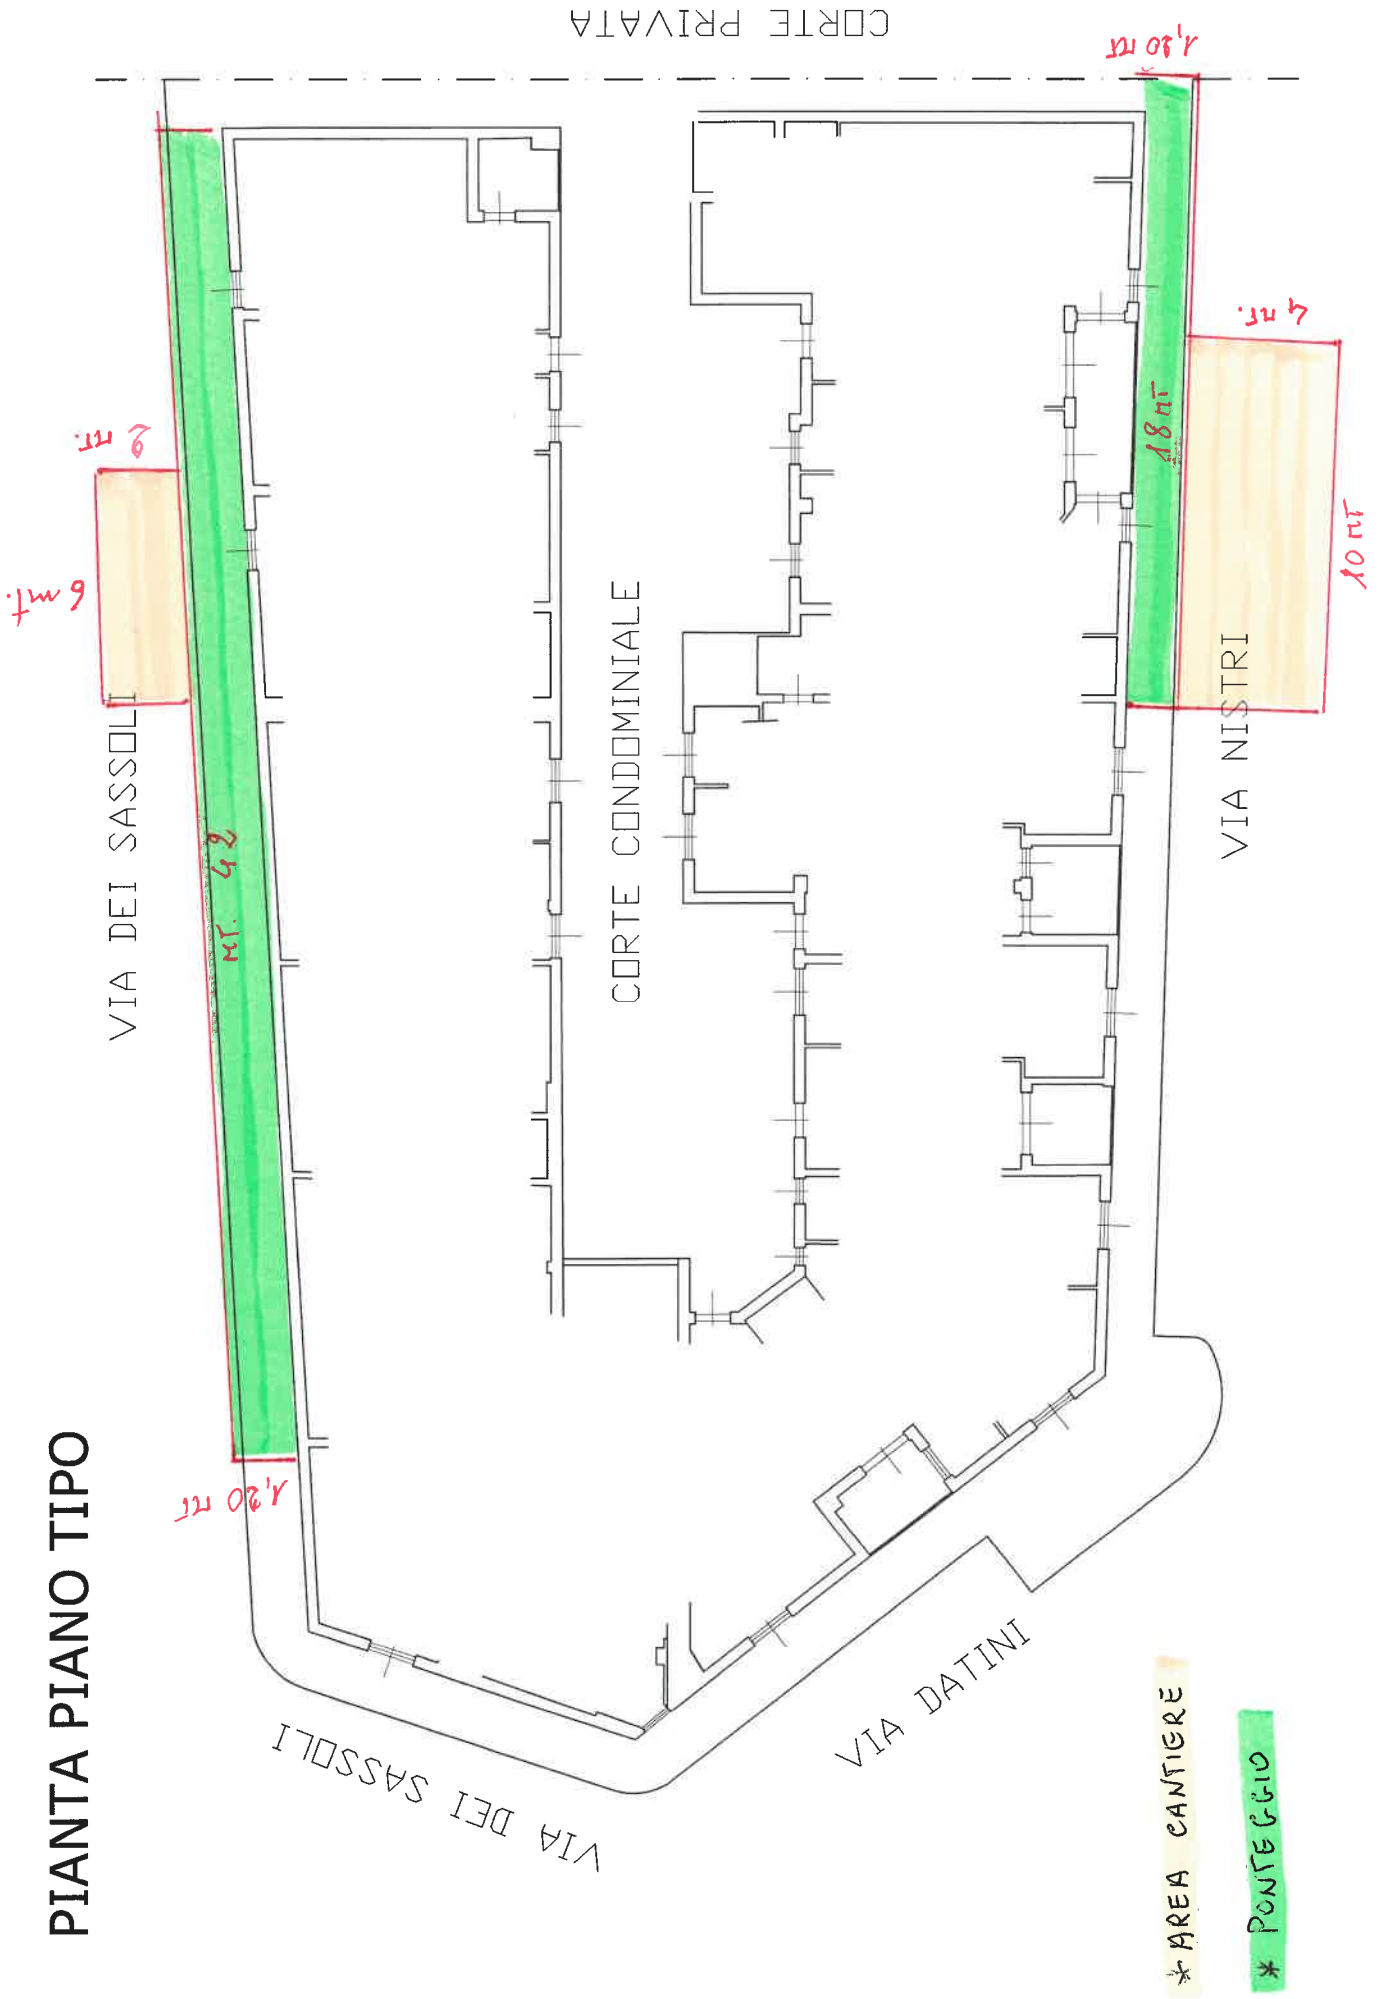 PIANTA PIANO TIPO
CORTE PRIVATA
1,20 MT
2 MT.
6 mt.
VIA DEI SASSOLI
MT. 42
1,20 MT
CORTE CONDOMINIALE
4 MT.
18 MT
10 MT
VIA NISTRI
VIA DEI SASSOLI
VIA DATINI
* AREA CANTIERE
* PONTEGGIO